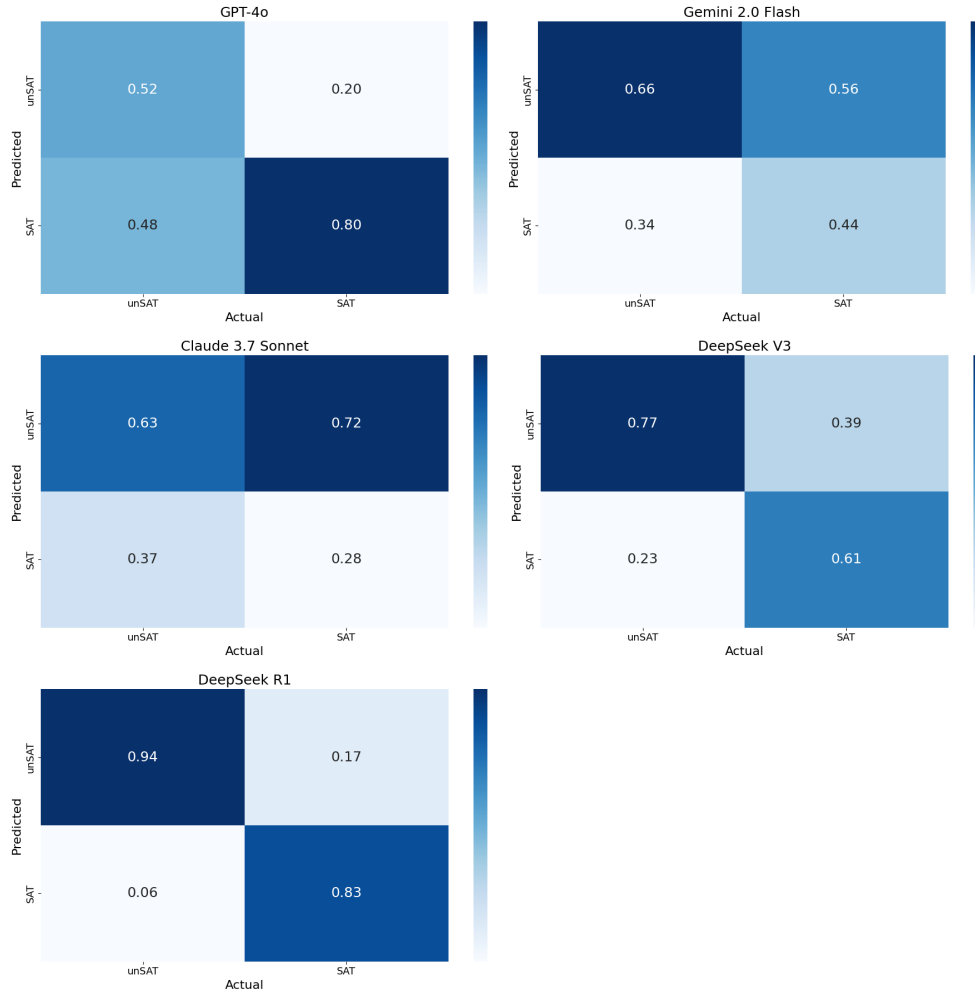 GPT-4o
unSAT
0.52
0.20
Predicted
SAT
0.48
0.80
unSAT
SAT
Actual
Gemini 2.0 Flash
unSAT
0.66
0.56
Predicted
SAT
0.34
0.44
unSAT
SAT
Actual
Claude 3.7 Sonnet
unSAT
0.63
0.72
Predicted
SAT
0.37
0.28
unSAT
SAT
Actual
DeepSeek V3
unSAT
0.77
0.39
Predicted
SAT
0.23
0.61
unSAT
SAT
Actual
DeepSeek R1
unSAT
0.94
0.17
Predicted
SAT
0.06
0.83
unSAT
SAT
Actual